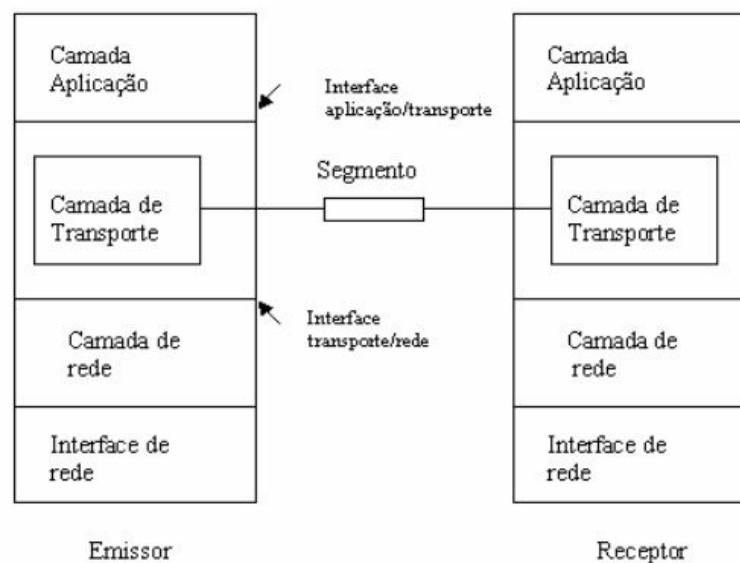 Camada
Aplicação
Interface
aplicação/transporte
Segmento
Camada de
Transporte
Interface
transporte/rede
Camada de
rede
Interface de
rede
Emissor
Camada
Aplicação
Camada de
Transporte
Camada de
rede
Interface de
rede
Receptor